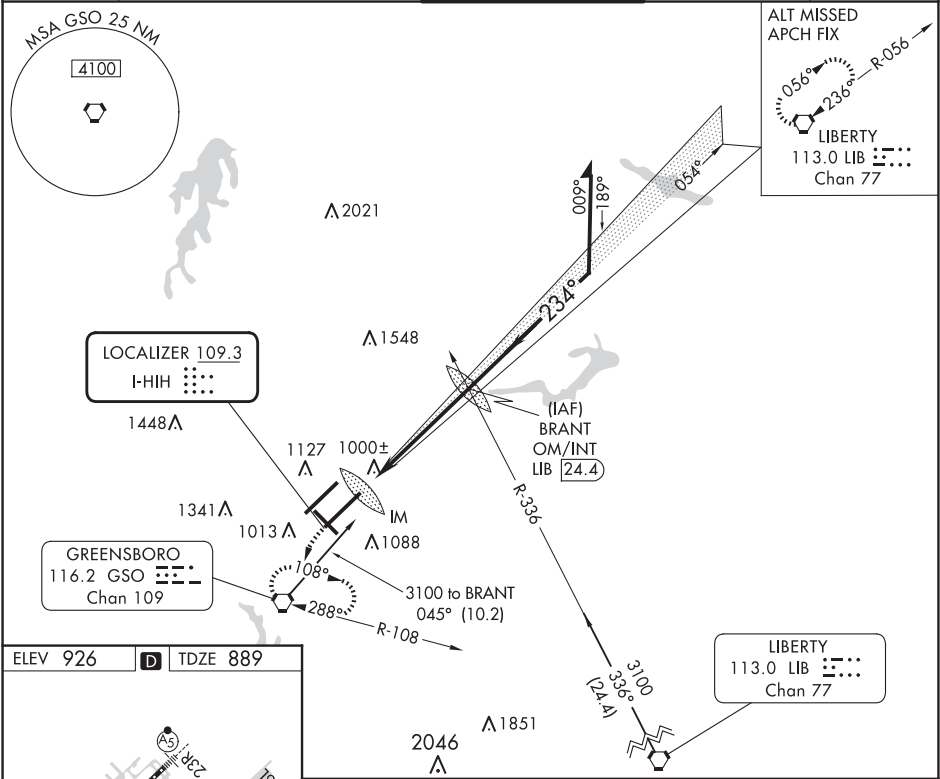 MSA GSO 25 NM
4100
ALT MISSED
APCH FIX
R-056
056°
236°
LIBERTY
113.0 LIB
Chan 77
2021
009°
189°
054°
234°
1548
LOCALIZER 109.3
I-HIH
(IAF)
BRANT
OM/INT
LIB 24.4
1448
1127
1000±
R-336
1341
1013
IM
1088
GREENSBORO
116.2 GSO
Chan 109
108°
288°
R-108
3100 to BRANT
045° (10.2)
3100
336°
(24.4)
LIBERTY
113.0 LIB
Chan 77
ELEV 926
D
TDZE 889
1851
2046
A5
23R